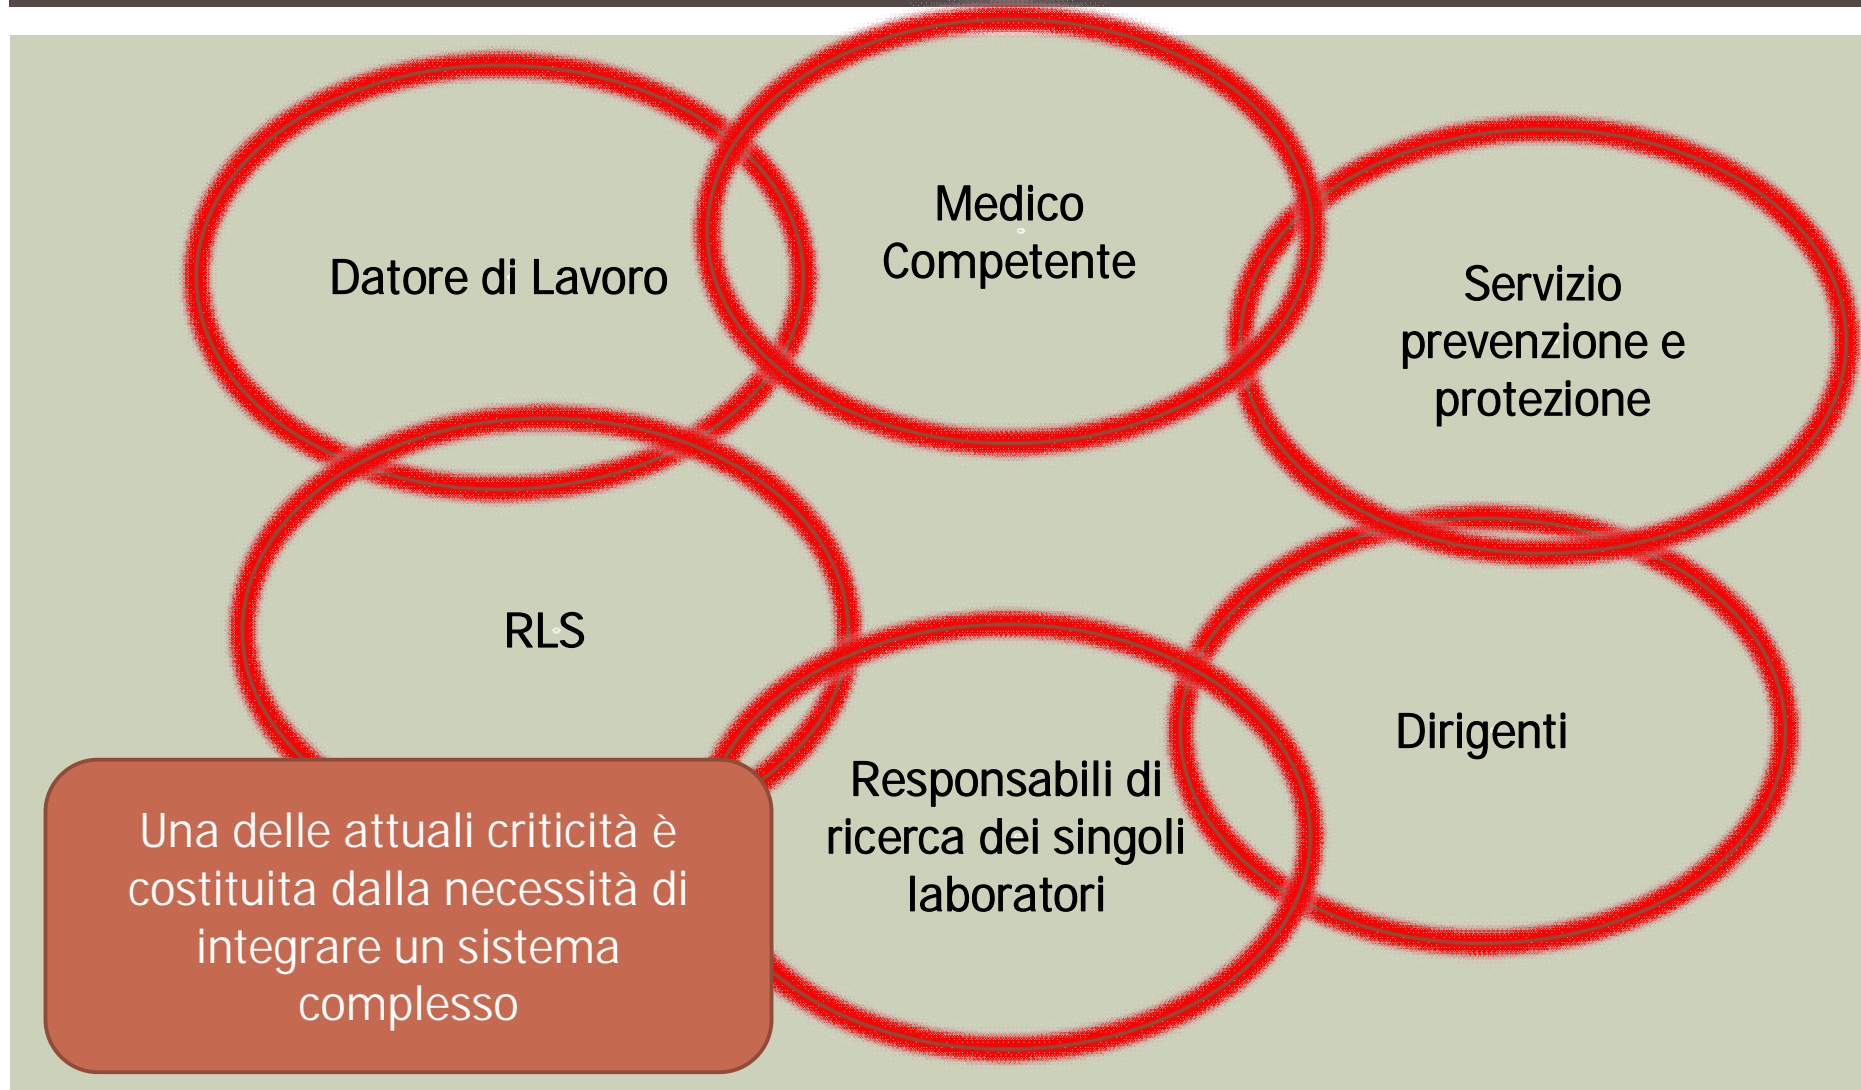 Medico
Competente
Datore di Lavoro
Servizio
prevenzione e
protezione
RLS
Dirigenti
Responsabili di
ricerca dei singoli
laboratori
Una delle attuali criticità è
costituita dalla necessità di
integrare un sistema
complesso